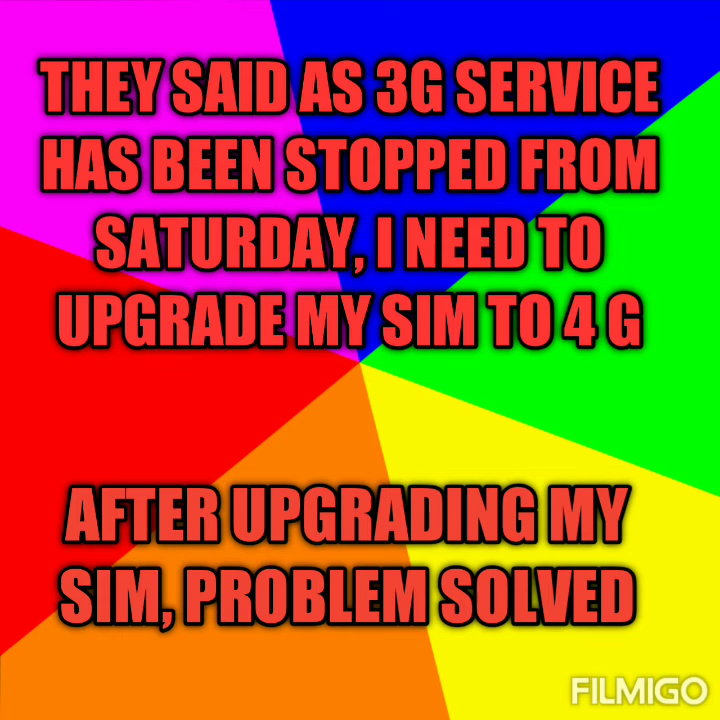 THEY SAID AS 3G SERVICE
HAS BEEN STOPPED FROM
SATURDAY, I NEED TO
UPGRADE MY SIM TO 4 G
AFTER UPGRADING MY
SIM, PROBLEM SOLVED
FILMIGO